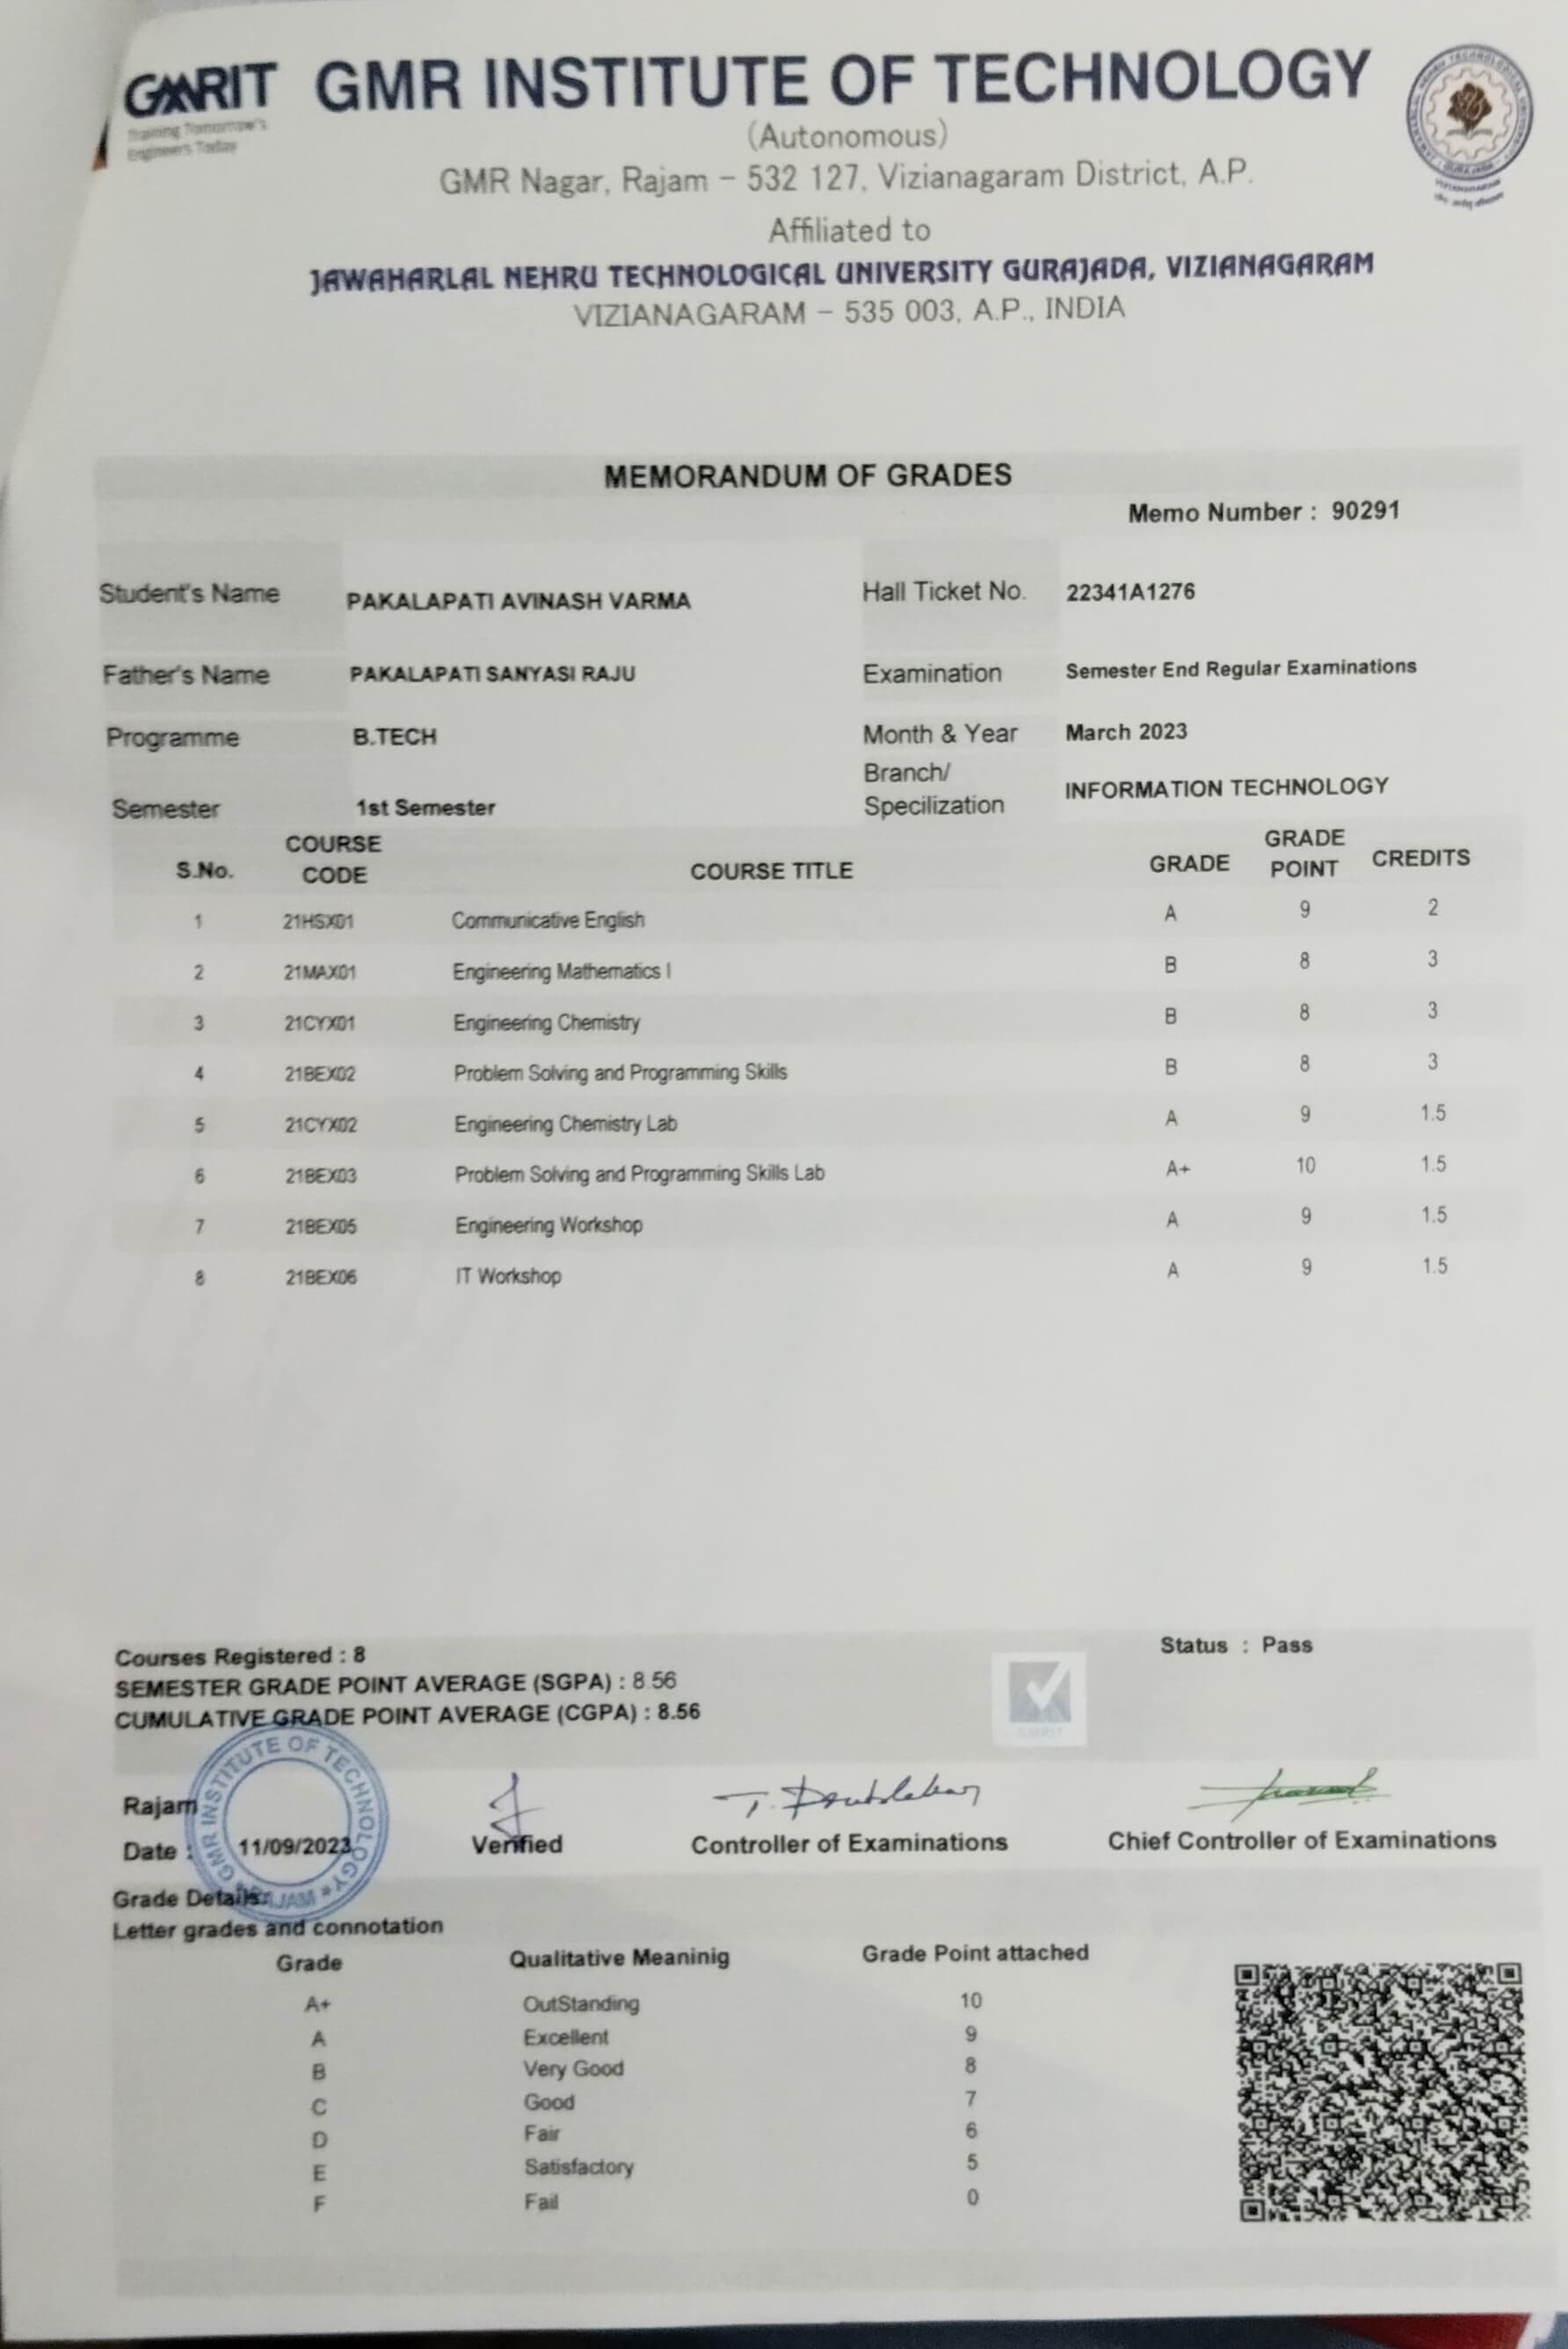 GMRIT GMR INSTITUTE OF TECHNOLOGY
Training Tomorrow's
Engineers Today
(Autonomous)
GMR Nagar, Rajam – 532 127, Vizianagaram District, A.P.
Affiliated to
JAWAHARLAL NEHRU TECHNOLOGICAL UNIVERSITY GURAJADA, VIZIANAGARAM
VIZIANAGARAM – 535 003, A.P., INDIA
MEMORANDUM OF GRADES
Memo Number : 90291
Student's Name PAKALAPATI AVINASH VARMA Hall Ticket No. 22341A1276
Father's Name PAKALAPATI SANYASI RAJU Examination Semester End Regular Examinations
Programme B.TECH Month & Year March 2023
Semester 1st Semester Branch/ Specilization INFORMATION TECHNOLOGY
S.No. COURSE CODE COURSE TITLE GRADE GRADE POINT CREDITS
1 21HSX01 Communicative English A 9 2
2 21MAX01 Engineering Mathematics I B 8 3
3 21CYX01 Engineering Chemistry B 8 3
4 21BEX02 Problem Solving and Programming Skills B 8 3
5 21CYX02 Engineering Chemistry Lab A 9 1.5
6 21BEX03 Problem Solving and Programming Skills Lab A+ 10 1.5
7 21BEX05 Engineering Workshop A 9 1.5
8 21BEX06 IT Workshop A 9 1.5
Courses Registered : 8 Status : Pass
SEMESTER GRADE POINT AVERAGE (SGPA) : 8.56
CUMULATIVE GRADE POINT AVERAGE (CGPA) : 8.56
GMRIT
GMR INSTITUTE OF TECHNOLOGY * RAJAM *
Rajam
Date : 11/09/2023 Verified Controller of Examinations Chief Controller of Examinations
Grade Details:
Letter grades and connotation
Grade Qualitative Meaninig Grade Point attached
A+ OutStanding 10
A Excellent 9
B Very Good 8
C Good 7
D Fair 6
E Satisfactory 5
F Fail 0